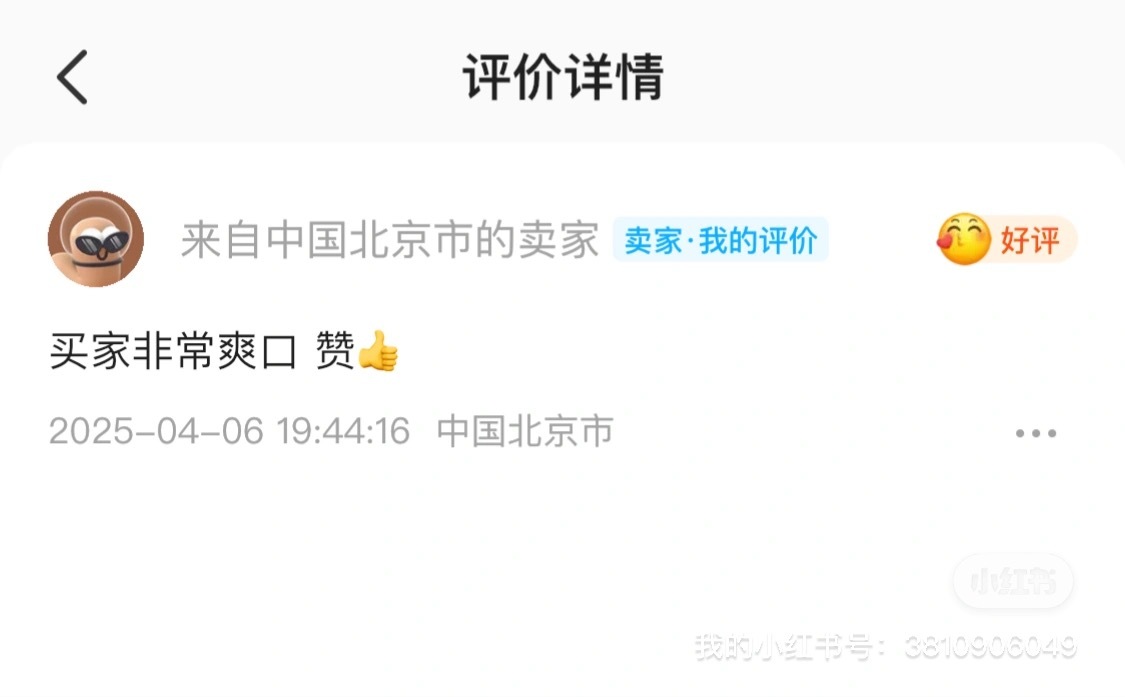 评价详情
来自中国北京市的卖家 卖家·我的评价 好评
买家非常爽口 赞👍
2025-04-06 19:44:16 中国北京市
小红书
我的小红书号：3810906049